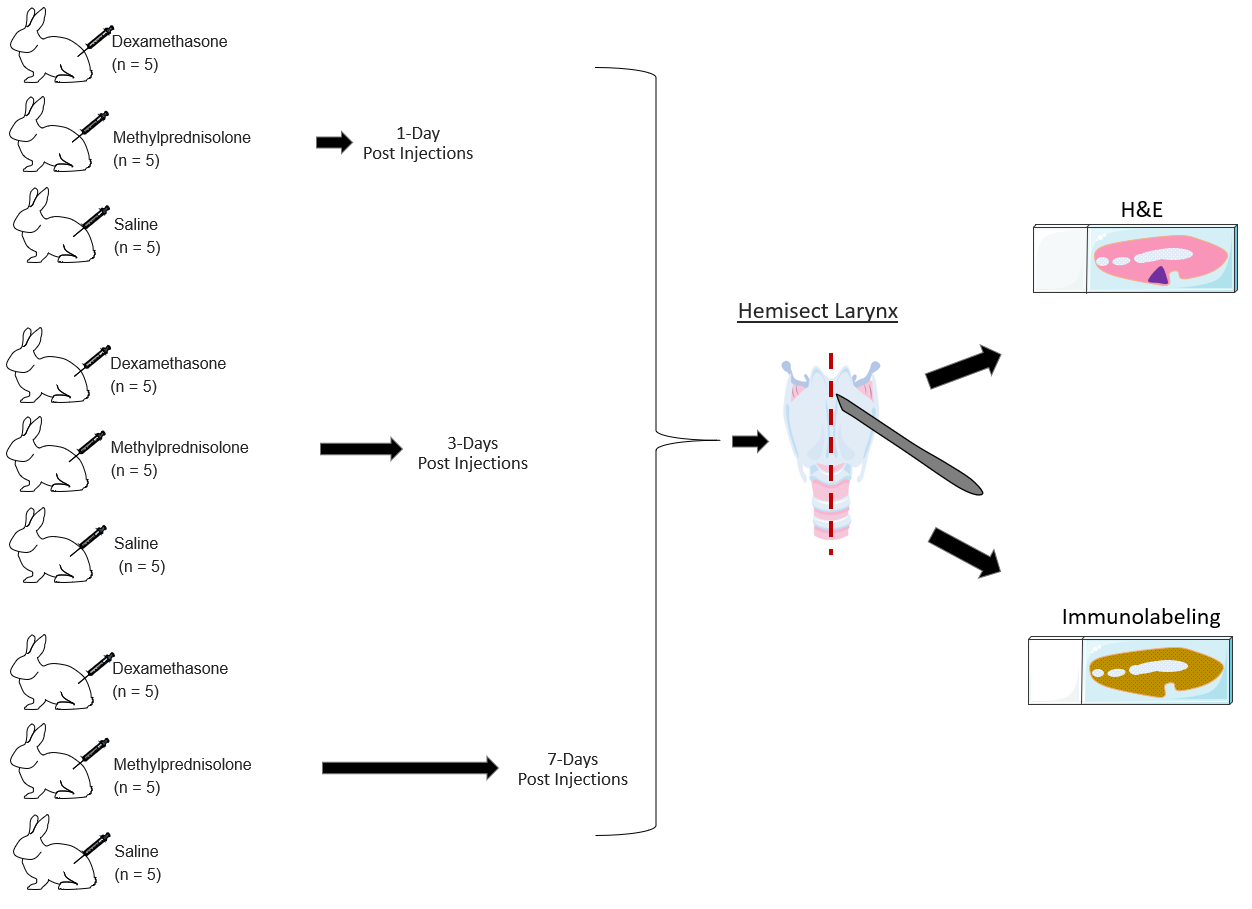 Dexamethasone
(n = 5)
Methylprednisolone
(n = 5)
1-Day
Post Injections
Saline
(n = 5)
Dexamethasone
(n = 5)
Methylprednisolone
(n = 5)
3-Days
Post Injections
Saline
(n = 5)
Dexamethasone
(n = 5)
Methylprednisolone
(n = 5)
7-Days
Post Injections
Saline
(n = 5)
Hemisect Larynx
H&E
Immunolabeling